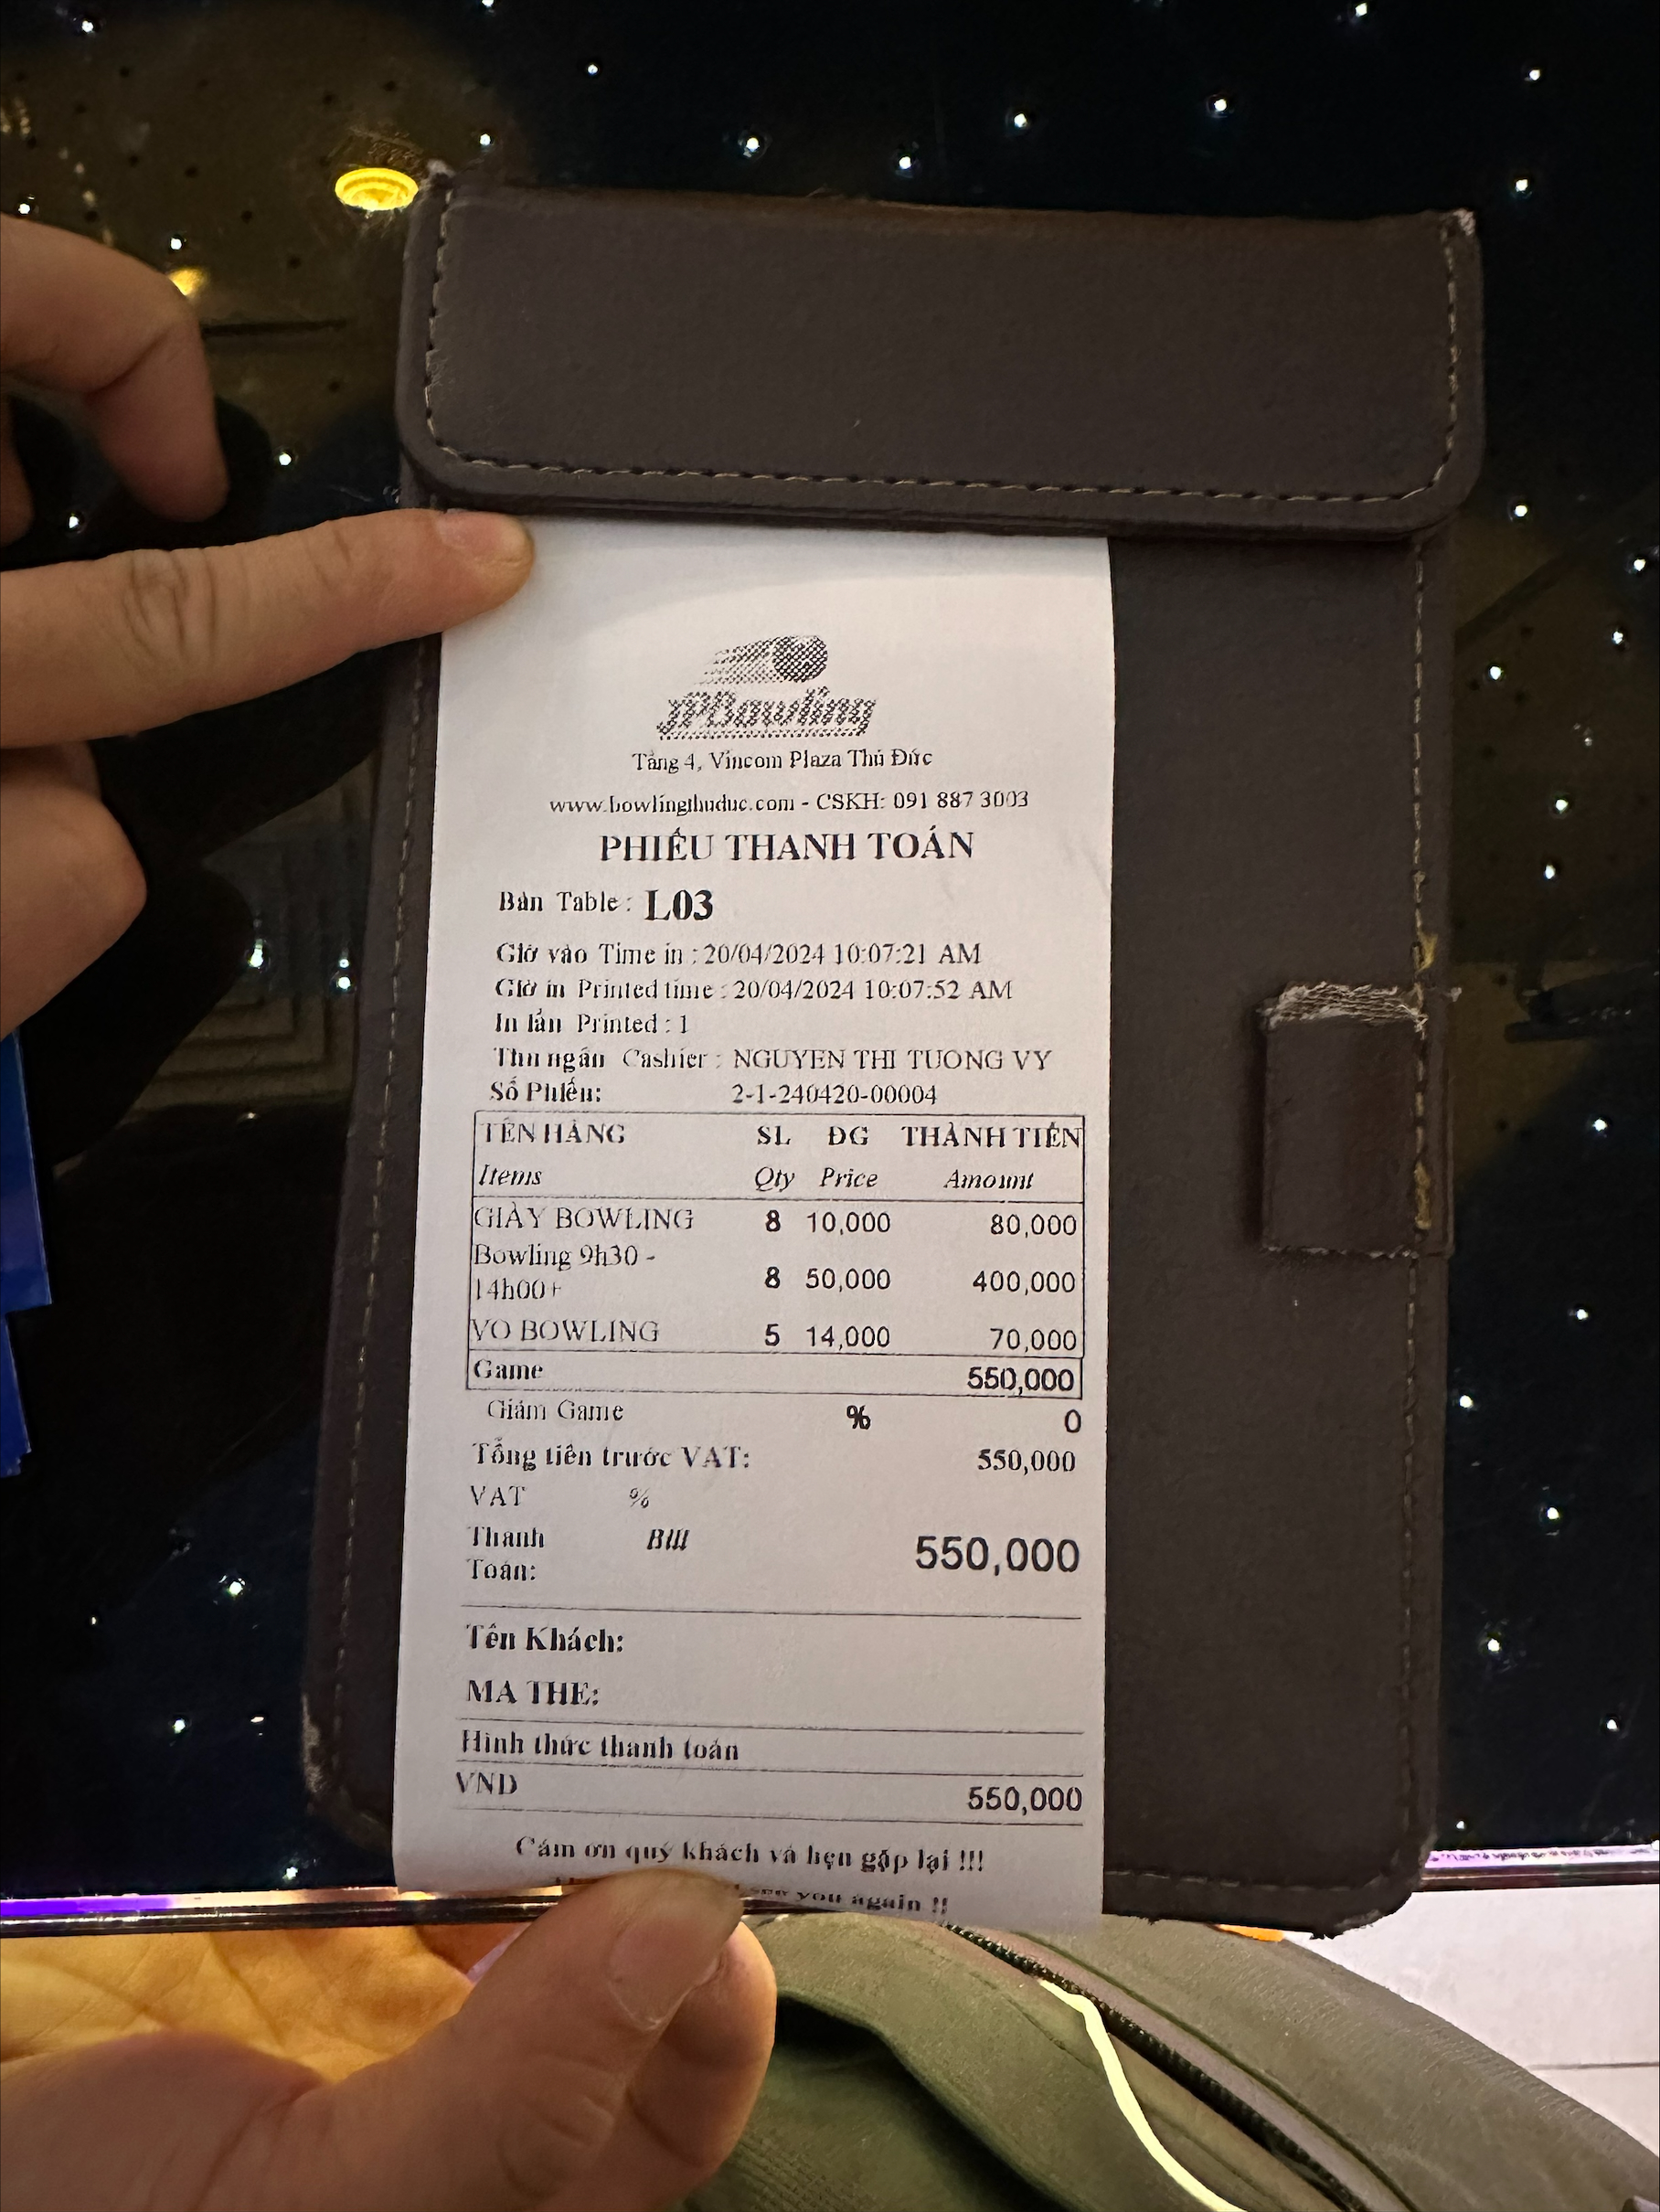 JPBowling
Tầng 4, Vincom Plaza Thủ Đức
www.bowlingthuduc.com - CSKH: 091 887 3003
PHIẾU THANH TOÁN
Bàn Table : L03
Giờ vào Time in : 20/04/2024 10:07:21 AM
Giờ in Printed time : 20/04/2024 10:07:52 AM
In lần Printed : 1
Thu ngân Cashier : NGUYEN THI TUONG VY
Số Phiếu: 2-1-240420-00004
TÊN HÀNG SL ĐG THÀNH TIỀN
Items Qty Price Amount
GIÀY BOWLING 8 10,000 80,000
Bowling 9h30 -
14h00+ 8 50,000 400,000
VO BOWLING 5 14,000 70,000
Game 550,000
Giảm Game % 0
Tổng tiền trước VAT: 550,000
VAT %
Thanh Bill 550,000
Toán:
Tên Khách:
MA THE:
Hình thức thanh toán
VND 550,000
Cám ơn quý khách và hẹn gặp lại !!!
see you again !!